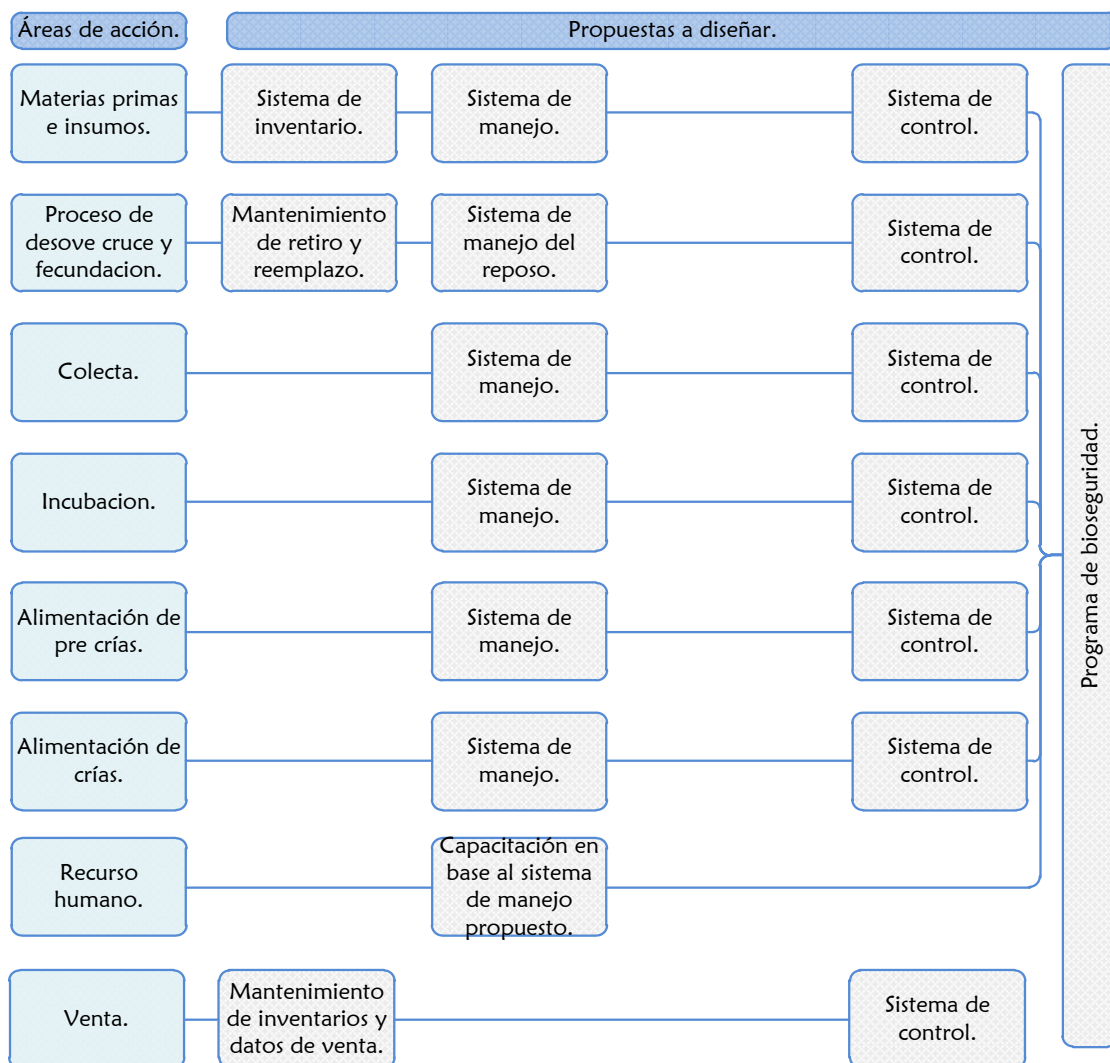 Áreas de acción.
Propuestas a diseñar.
Materias primas
e insumos.
Sistema de
inventario.
Sistema de
manejo.
Sistema de
control.
Proceso de
desove cruce y
fecundacion.
Mantenimiento
de retiro y
reemplazo.
Sistema de
manejo del
reposo.
Sistema de
control.
Colecta.
Sistema de
manejo.
Sistema de
control.
Incubacion.
Sistema de
manejo.
Sistema de
control.
Alimentación de
pre crías.
Sistema de
manejo.
Sistema de
control.
Alimentación de
crías.
Sistema de
manejo.
Sistema de
control.
Recurso
humano.
Capacitación en
base al sistema
de manejo
propuesto.
Venta.
Mantenimiento
de inventarios y
datos de venta.
Sistema de
control.
Programa de bioseguridad.